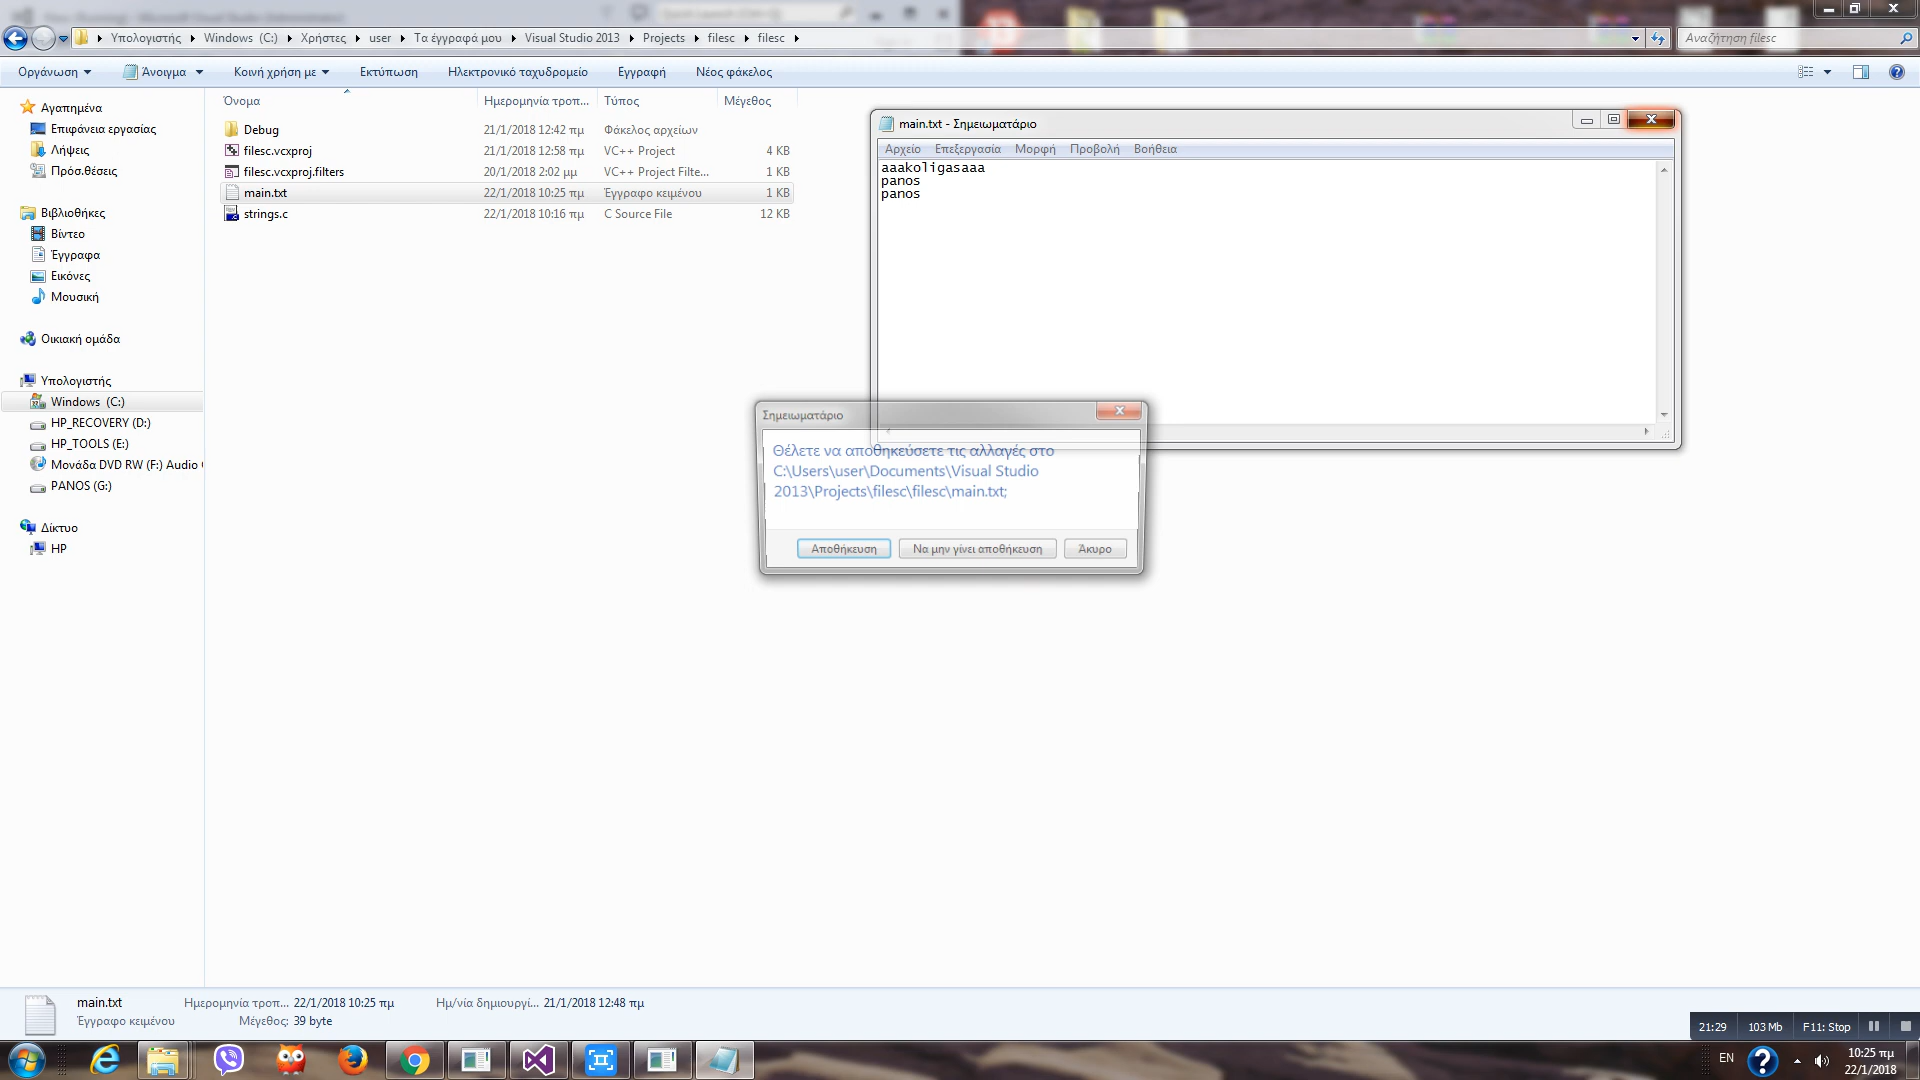 Υπολογιστής Windows (C:) Χρήστες user Τα έγγραφά μου Visual Studio 2013 Projects filesc filesc
Αναζήτηση filesc
Οργάνωση Άνοιγμα Κοινή χρήση με Εκτύπωση Ηλεκτρονικό ταχυδρομείο Εγγραφή Νέος φάκελος
Αγαπημένα
Επιφάνεια εργασίας
Λήψεις
Πρόσ.θέσεις
Βιβλιοθήκες
Βίντεο
Έγγραφα
Εικόνες
Μουσική
Οικιακή ομάδα
Υπολογιστής
Windows (C:)
HP_RECOVERY (D:)
HP_TOOLS (E:)
Μονάδα DVD RW (F:) Audio
PANOS (G:)
Δίκτυο
HP
Όνομα Ημερομηνία τροπ... Τύπος Μέγεθος
Debug 21/1/2018 12:42 πμ Φάκελος αρχείων
filesc.vcxproj 21/1/2018 12:58 πμ VC++ Project 4 KB
filesc.vcxproj.filters 20/1/2018 2:02 μμ VC++ Project Filte... 1 KB
main.txt 22/1/2018 10:25 πμ Έγγραφο κειμένου 1 KB
strings.c 22/1/2018 10:16 πμ C Source File 12 KB
main.txt - Σημειωματάριο
Αρχείο Επεξεργασία Μορφή Προβολή Βοήθεια
aaakoligasaaa
panos
panos
Σημειωματάριο
Θέλετε να αποθηκεύσετε τις αλλαγές στο
C:\Users\user\Documents\Visual Studio
2013\Projects\filesc\filesc\main.txt;
Αποθήκευση Να μην γίνει αποθήκευση Άκυρο
main.txt Ημερομηνία τροπ... 22/1/2018 10:25 πμ Ημ/νία δημιουργί... 21/1/2018 12:48 πμ
Έγγραφο κειμένου Μέγεθος: 39 byte
21:29 103 Mb F11: Stop
EN
10:25 πμ
22/1/2018